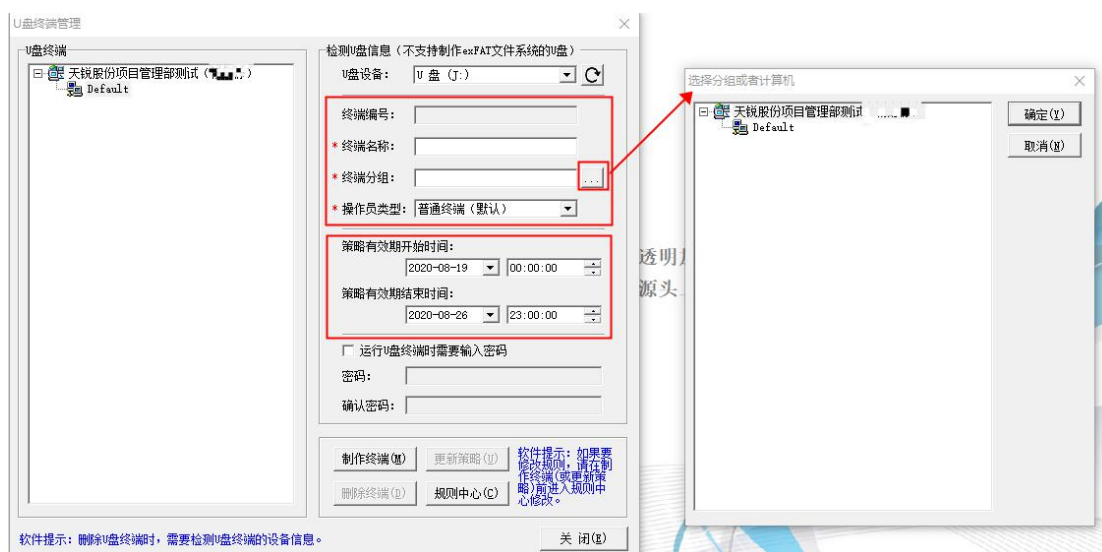 U盘终端管理
U盘终端
天锐股份项目管理部测试（
Default
检测U盘信息（不支持制作exFAT文件系统的U盘）
U盘设备：
U 盘 (J:)
终端编号：
* 终端名称：
* 终端分组：
...
* 操作员类型：
普通终端（默认）
策略有效期开始时间：
2020-08-19
00:00:00
策略有效期结束时间：
2020-08-26
23:00:00
运行U盘终端时需要输入密码
密码：
确认密码：
制作终端(M)
更新策略(U)
删除终端(D)
规则中心(C)
软件提示：如果要
修改规则，请在制
作终端(或更新策
略)前进入规则中
心修改。
软件提示：删除U盘终端时，需要检测U盘终端的设备信息。
关 闭(E)
透明
源头
选择分组或者计算机
天锐股份项目管理部测试
Default
确定(Y)
取消(N)